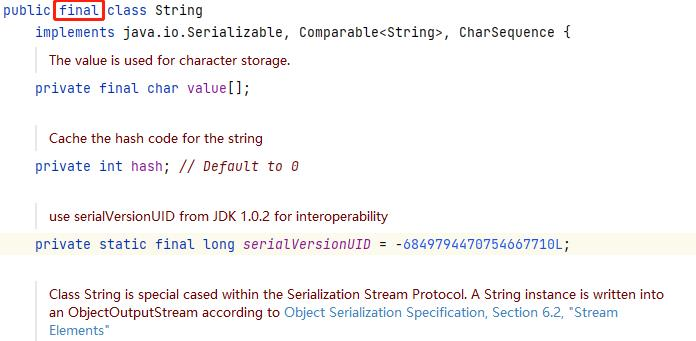 public final class String
implements java.io.Serializable, Comparable<String>, CharSequence {
The value is used for character storage.
private final char value[];
Cache the hash code for the string
private int hash; // Default to 0
use serialVersionUID from JDK 1.0.2 for interoperability
private static final long serialVersionUID = -6849794470754667710L;
Class String is special cased within the Serialization Stream Protocol. A String instance is written into
an ObjectOutputStream according to Object Serialization Specification, Section 6.2, "Stream
Elements"